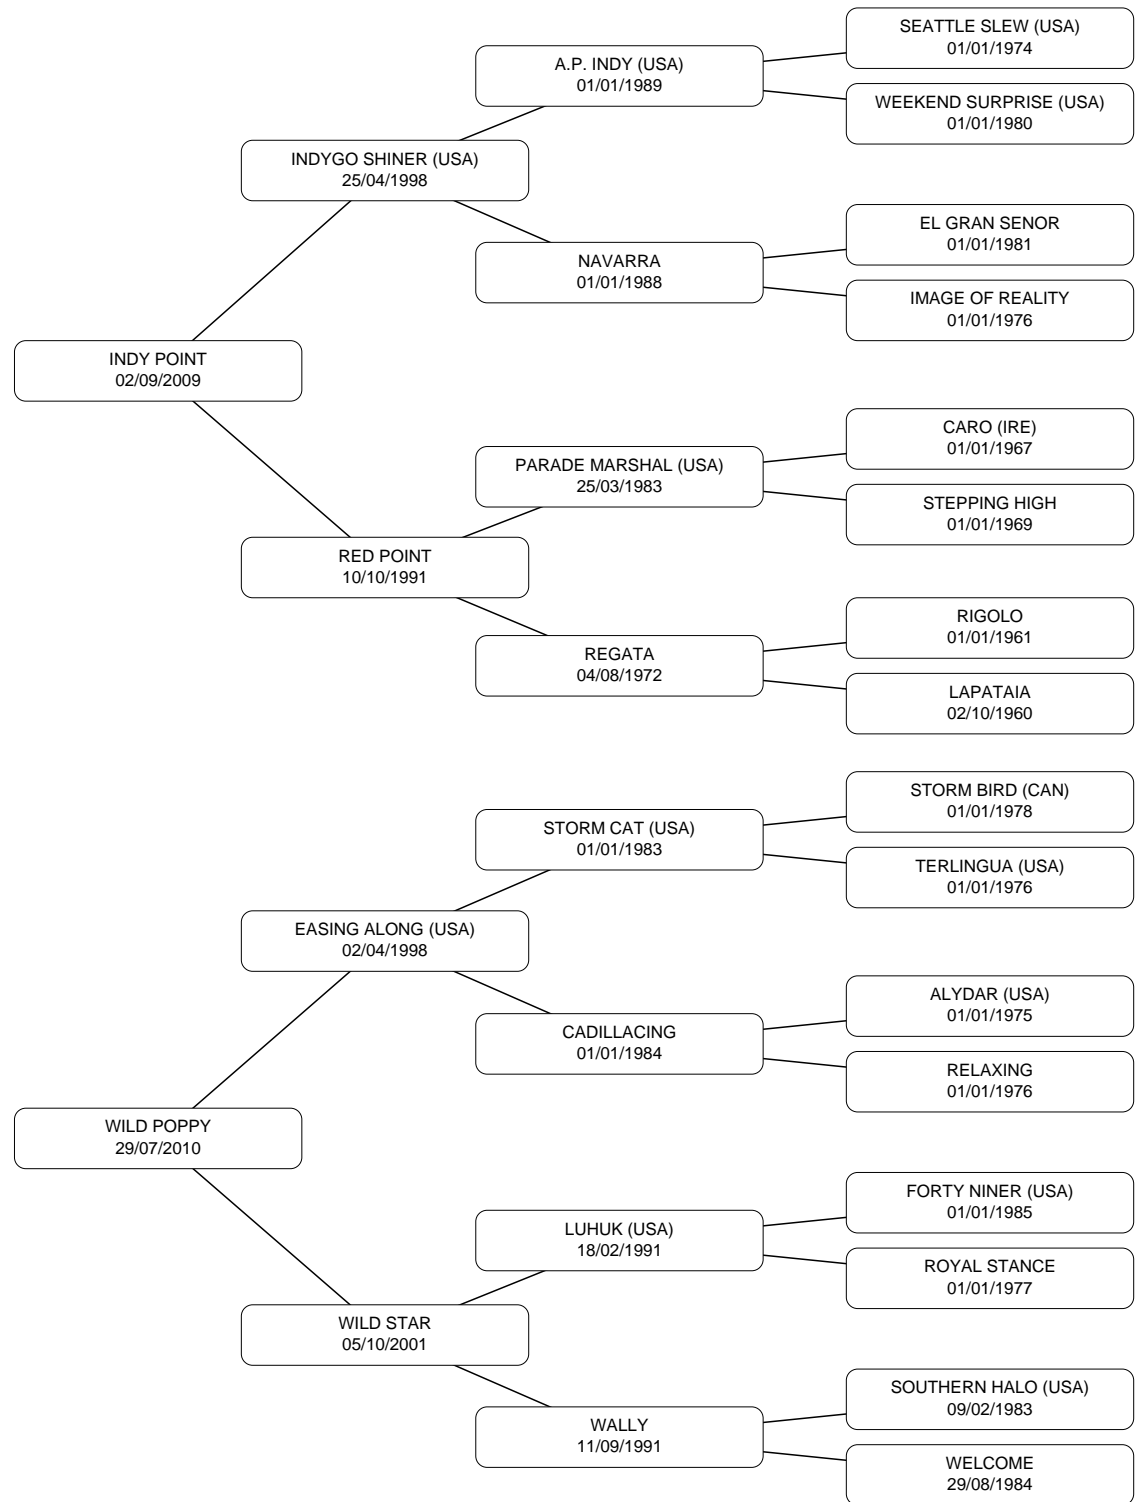 SEATTLE SLEW (USA)
01/01/1974
A.P. INDY (USA)
01/01/1989
WEEKEND SURPRISE (USA)
01/01/1980
INDYGO SHINER (USA)
25/04/1998
EL GRAN SENOR
01/01/1981
NAVARRA
01/01/1988
IMAGE OF REALITY
01/01/1976
INDY POINT
02/09/2009
CARO (IRE)
01/01/1967
PARADE MARSHAL (USA)
25/03/1983
STEPPING HIGH
01/01/1969
RED POINT
10/10/1991
RIGOLO
01/01/1961
REGATA
04/08/1972
LAPATAIA
02/10/1960
STORM BIRD (CAN)
01/01/1978
STORM CAT (USA)
01/01/1983
TERLINGUA (USA)
01/01/1976
EASING ALONG (USA)
02/04/1998
ALYDAR (USA)
01/01/1975
CADILLACING
01/01/1984
RELAXING
01/01/1976
WILD POPPY
29/07/2010
FORTY NINER (USA)
01/01/1985
LUHUK (USA)
18/02/1991
ROYAL STANCE
01/01/1977
WILD STAR
05/10/2001
SOUTHERN HALO (USA)
09/02/1983
WALLY
11/09/1991
WELCOME
29/08/1984